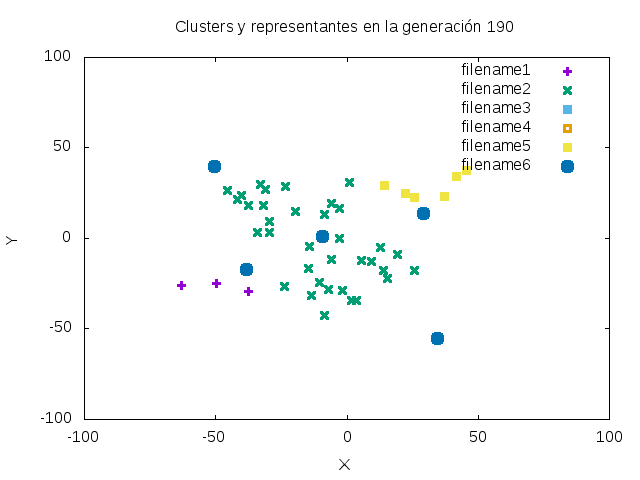 Clusters y representantes en la generación 190
100
50
0
-50
-100
-100
-50
0
50
100
Y
X
filename1
filename2
filename3
filename4
filename5
filename6